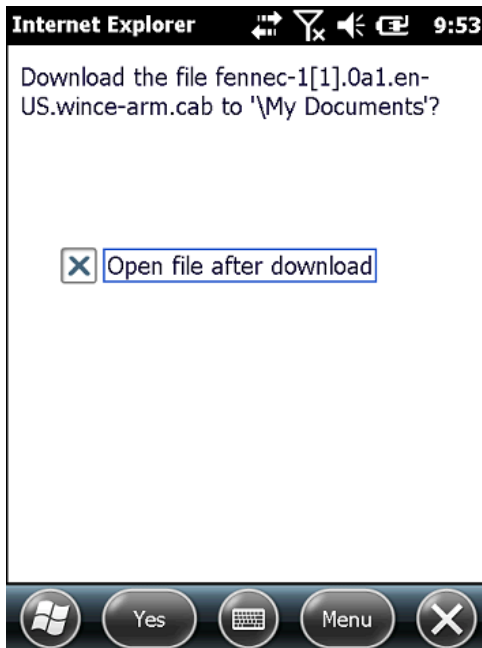 Internet Explorer 9:53
Download the file fennec-1[1].0a1.en-
US.wince-arm.cab to '\My Documents'?
Open file after download
Yes Menu